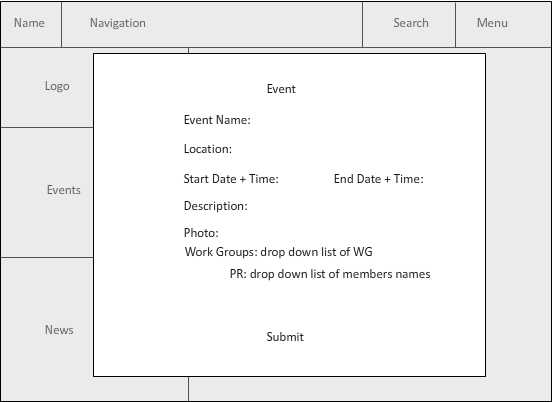 Name Navigation Search Menu
Logo
Event
Event Name:
Location:
Start Date + Time: End Date + Time:
Events
Description:
Photo:
Work Groups: drop down list of WG
PR: drop down list of members names
News
Submit